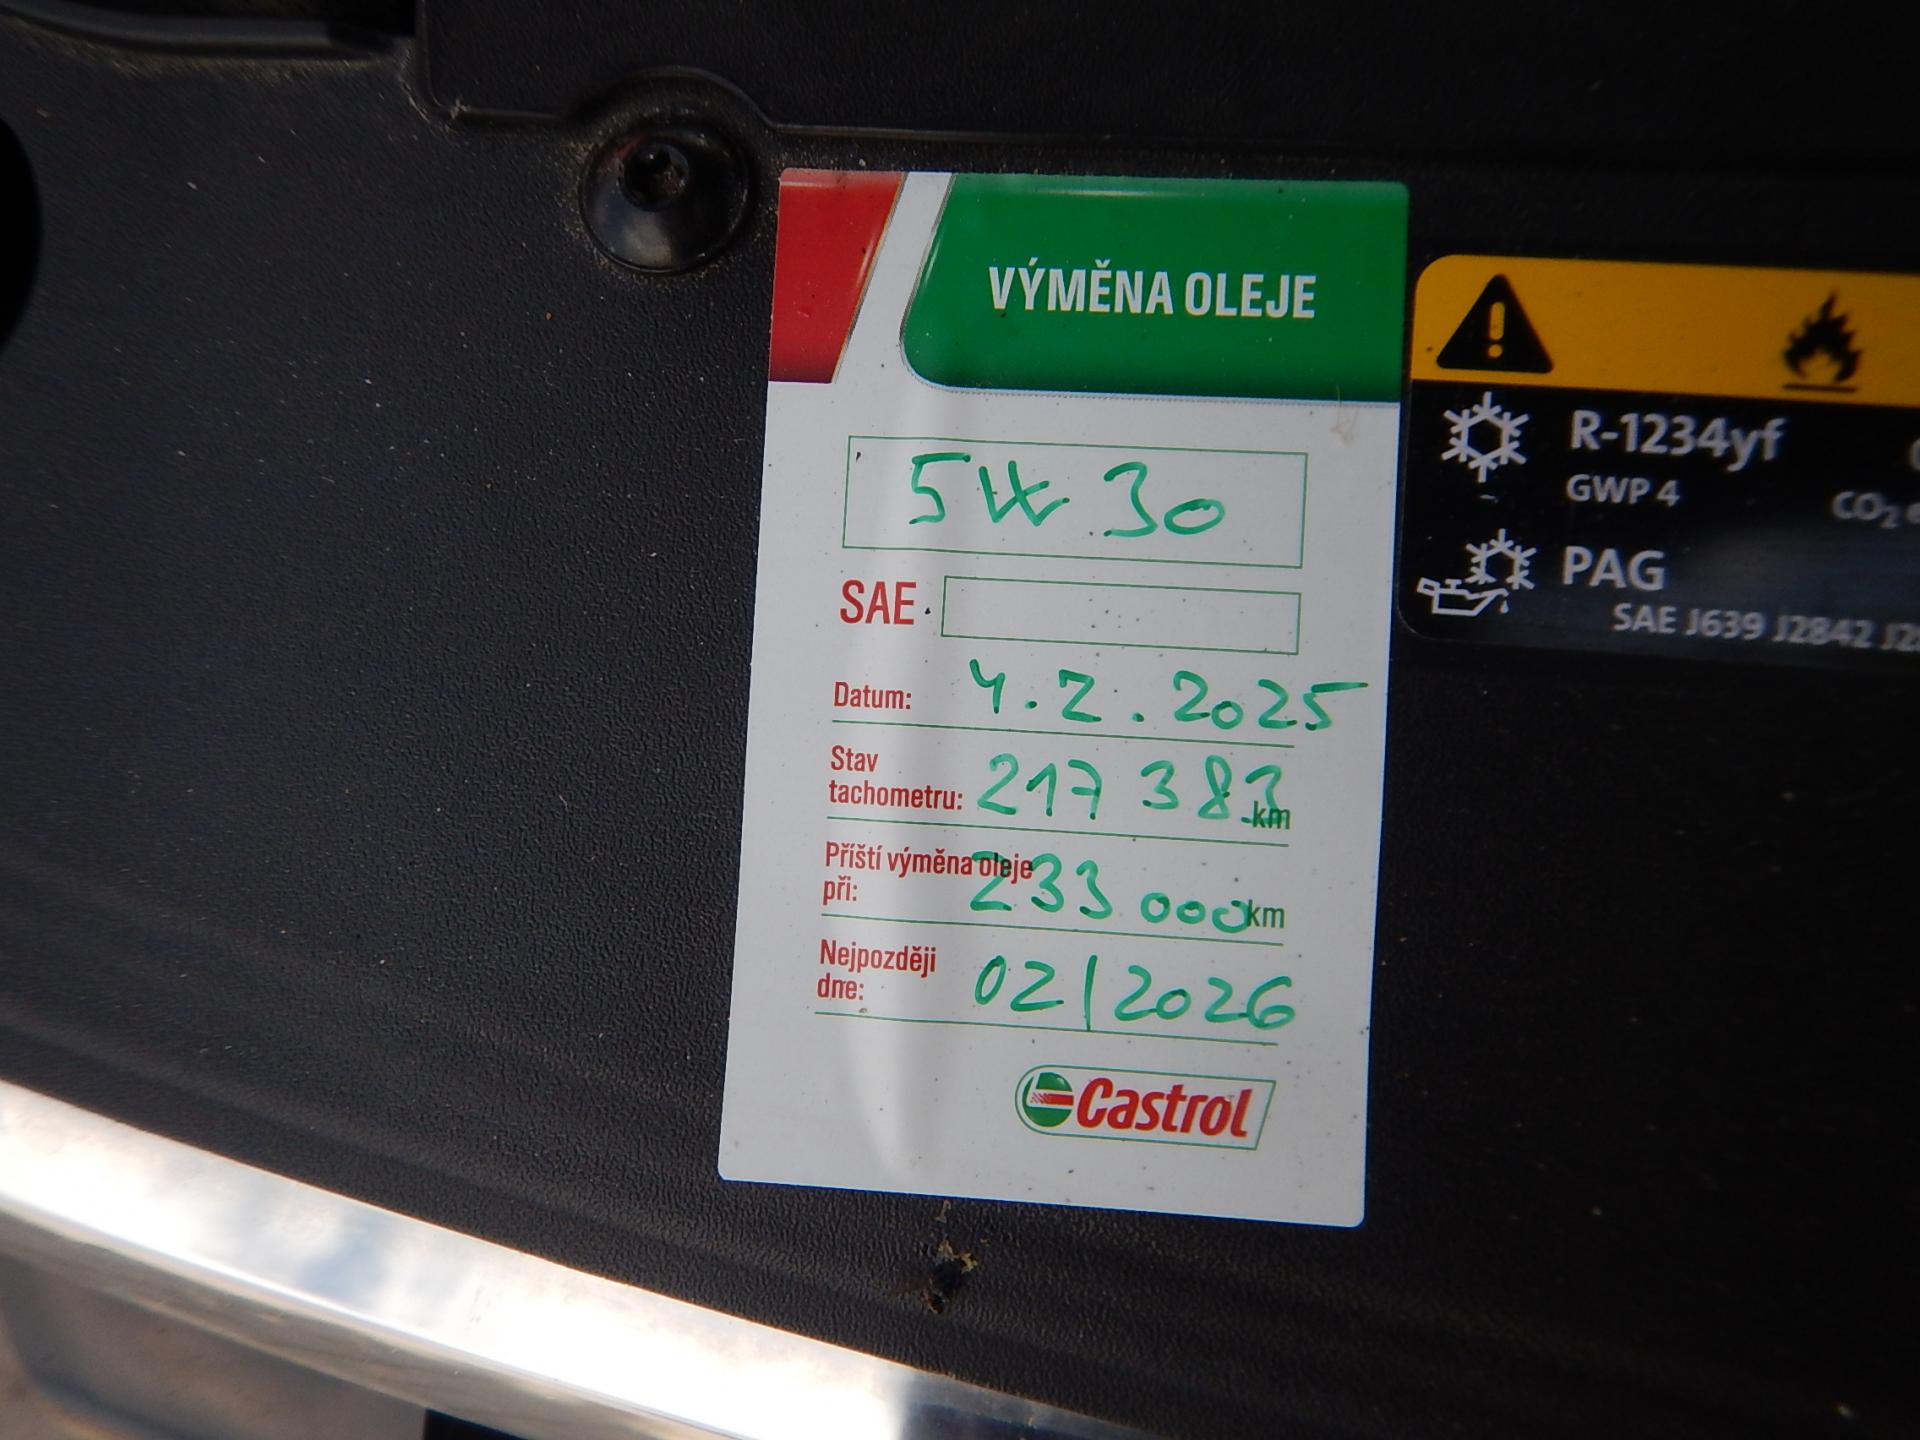 VÝMĚNA OLEJE
5W30
SAE
Datum: 4.2.2025
Stav
tachometru: 217 383 km
Příští výměna oleje
při: 233 000 km
Nejpozději
dne: 02/2026
Castrol
R-1234yf
GWP 4
CO2
PAG
SAE J639 J2842